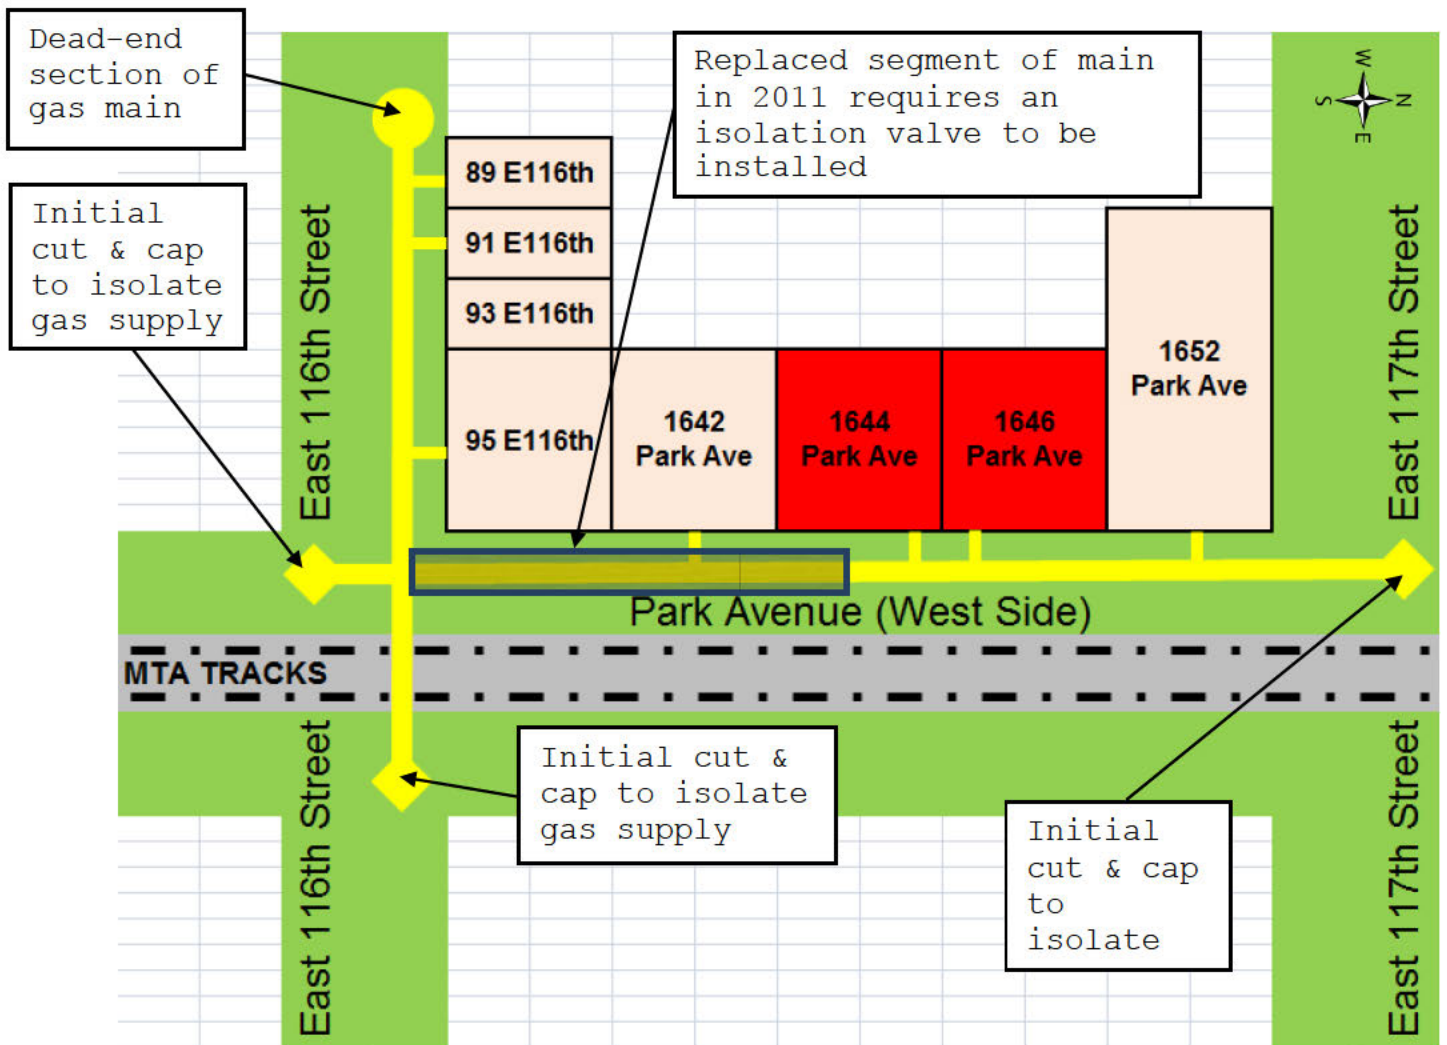 Dead-end
section of
gas main
Replaced segment of main
in 2011 requires an
isolation valve to be
installed
W
N
S
E
Initial
cut & cap
to isolate
gas supply
East 116th Street
89 E116th
91 E116th
93 E116th
95 E116th
1642
Park Ave
1644
Park Ave
1646
Park Ave
1652
Park Ave
East 117th Street
Park Avenue (West Side)
MTA TRACKS
East 116th Street
Initial cut &
cap to isolate
gas supply
Initial
cut & cap
to
isolate
East 117th Street